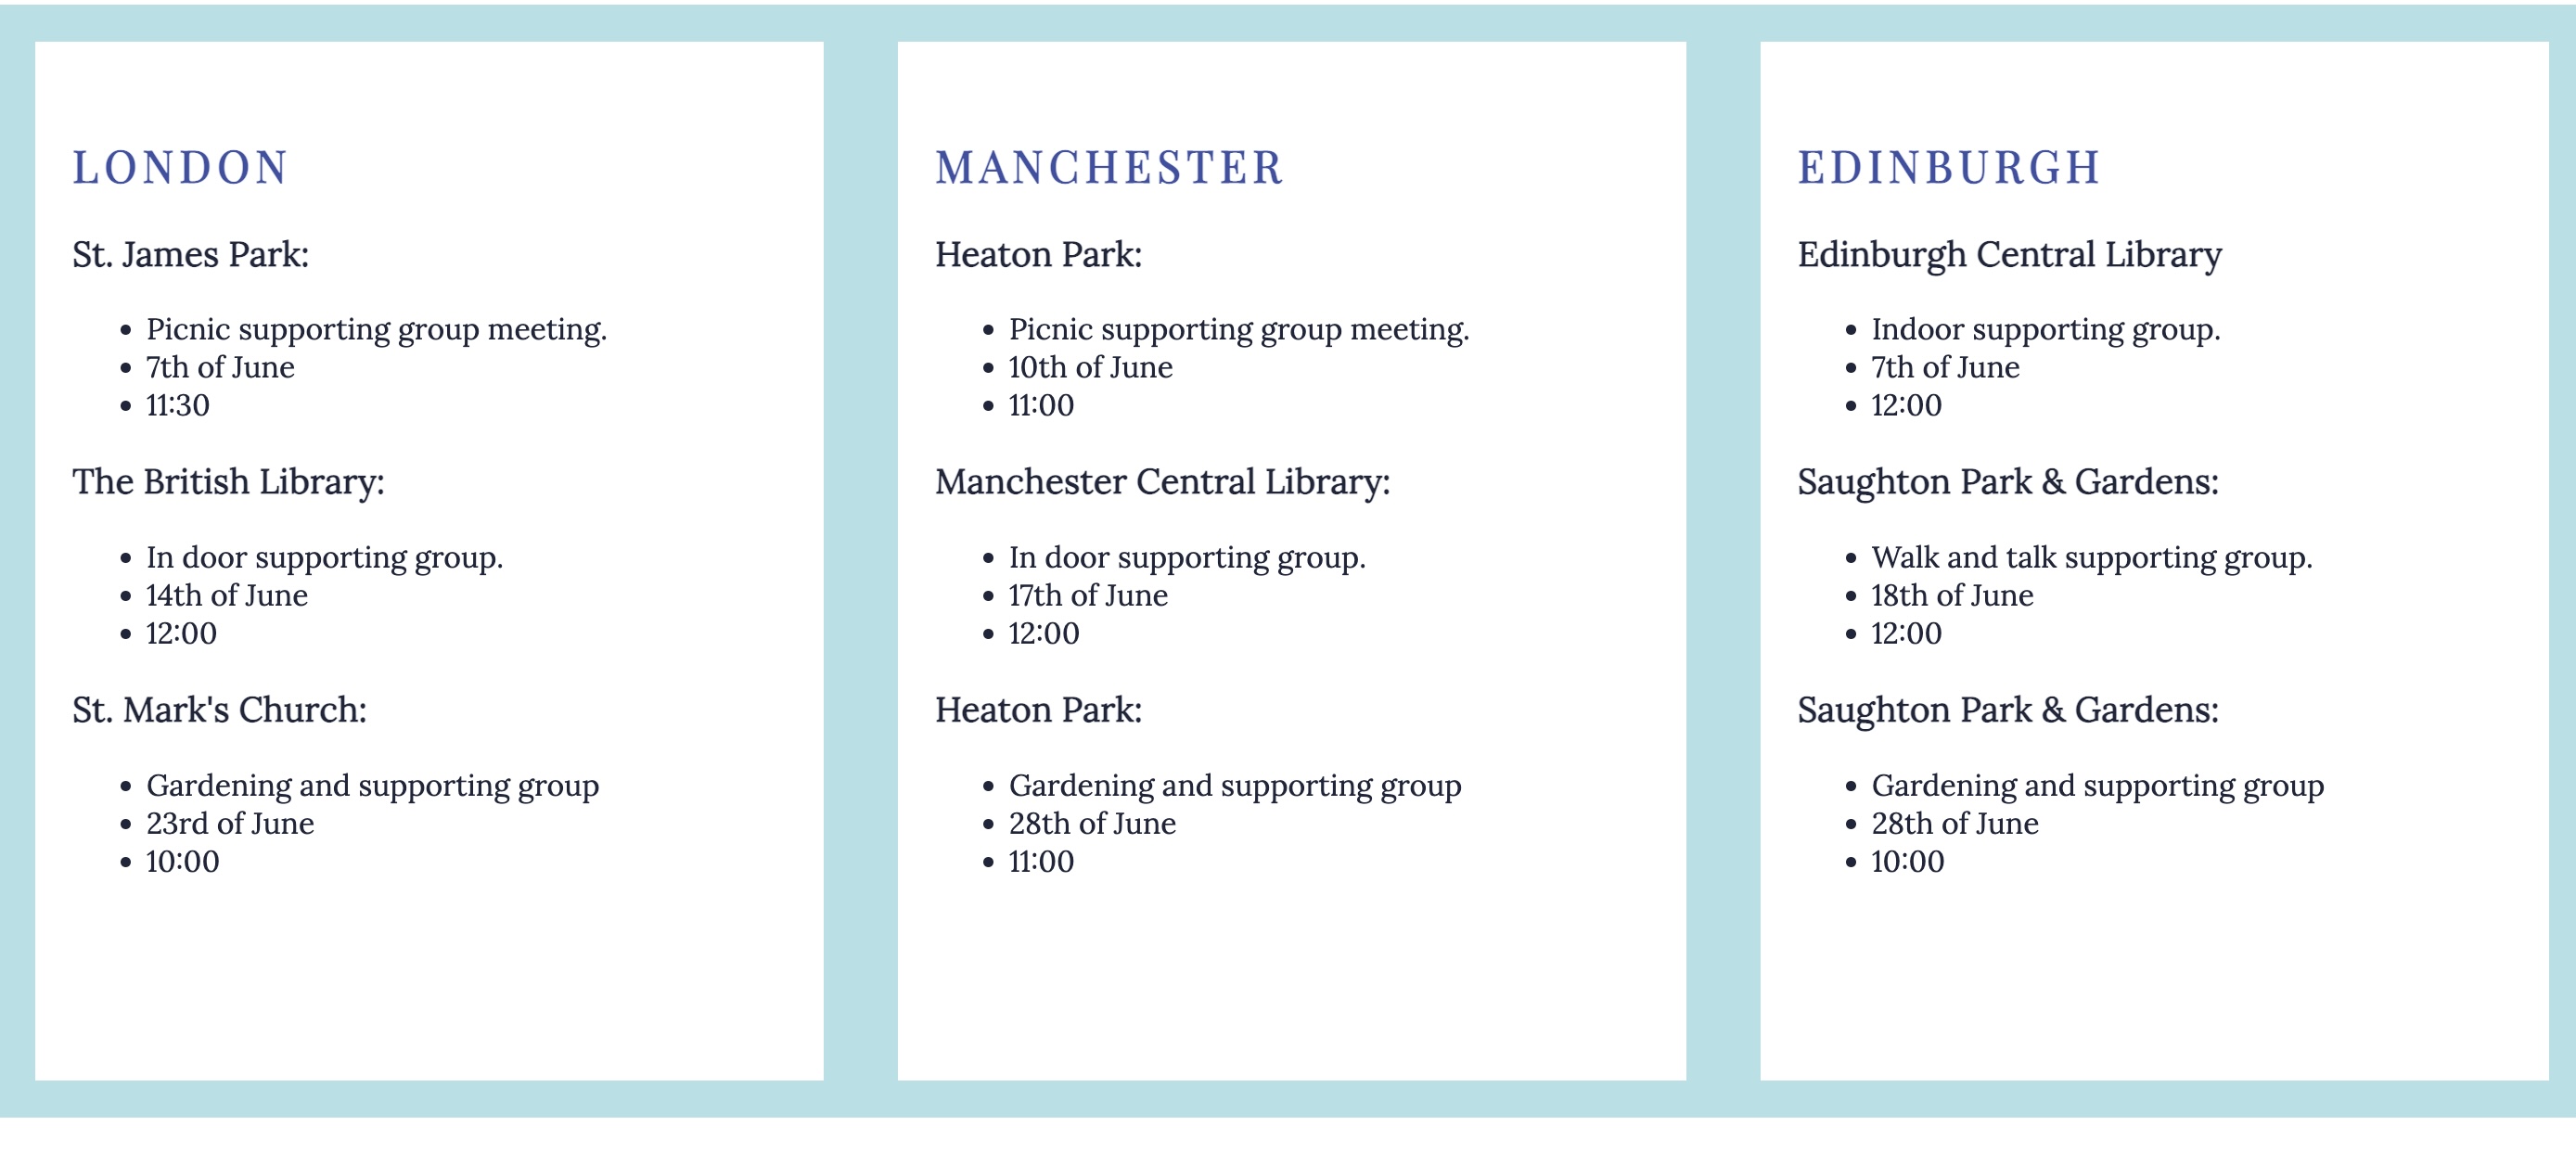 LONDON
St. James Park:
• Picnic supporting group meeting.
• 7th of June
• 11:30
The British Library:
• In door supporting group.
• 14th of June
• 12:00
St. Mark's Church:
• Gardening and supporting group
• 23rd of June
• 10:00
MANCHESTER
Heaton Park:
• Picnic supporting group meeting.
• 10th of June
• 11:00
Manchester Central Library:
• In door supporting group.
• 17th of June
• 12:00
Heaton Park:
• Gardening and supporting group
• 28th of June
• 11:00
EDINBURGH
Edinburgh Central Library
• Indoor supporting group.
• 7th of June
• 12:00
Saughton Park & Gardens:
• Walk and talk supporting group.
• 18th of June
• 12:00
Saughton Park & Gardens:
• Gardening and supporting group
• 28th of June
• 10:00